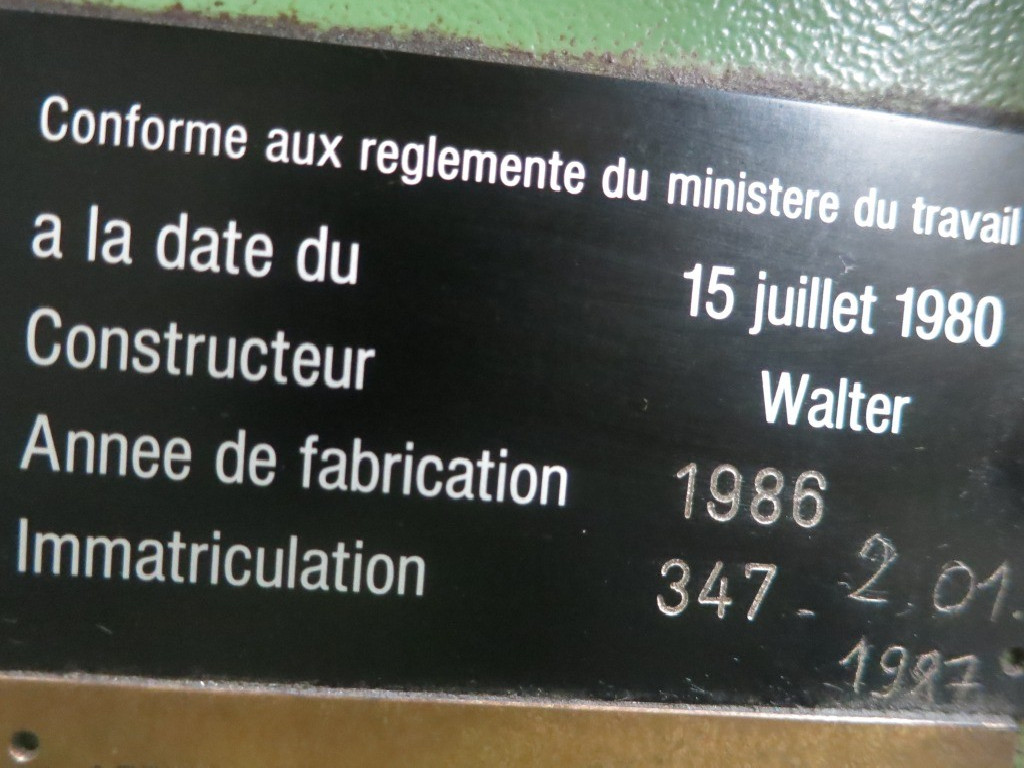 Conforme aux reglemente du ministere du travail
a la date du 15 juillet 1980
Constructeur Walter
Annee de fabrication 1986
Immatriculation 347 - 2.01.
1987